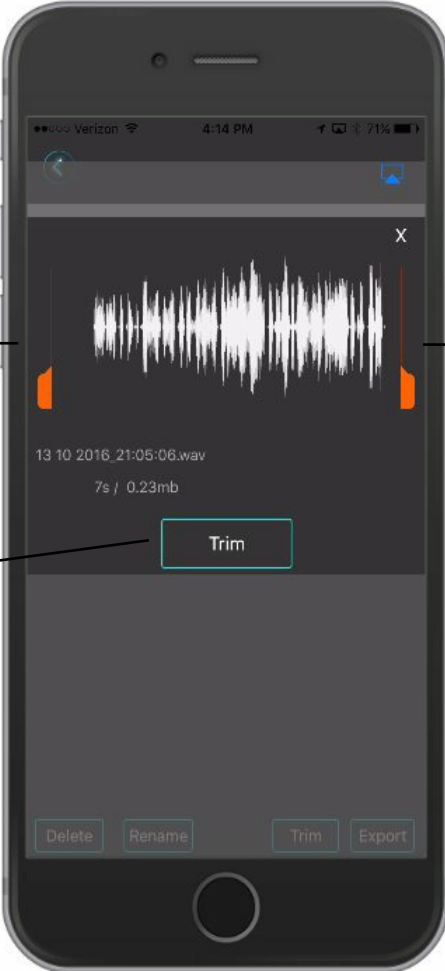 Verizon 4:14 PM 71%
X
13 10 2016_21:05:06.wav
7s / 0.23mb
Trim
Delete Rename Trim Export